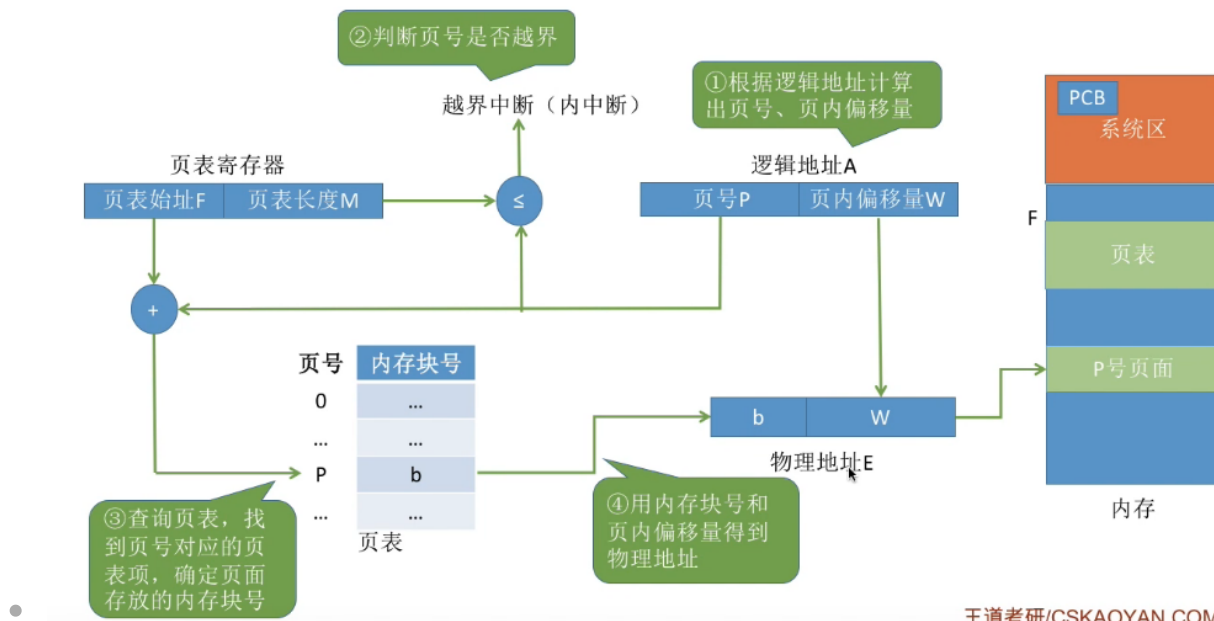 ②判断页号是否越界
越界中断（内中断）
①根据逻辑地址计算
出页号、页内偏移量
PCB
系统区
页表寄存器
页表始址F 页表长度M
≤
逻辑地址A
页号P 页内偏移量W
F
页表
+
页号 内存块号
0 ...
... ...
P b
... ...
页表
P号页面
b W
物理地址E
内存
③查询页表，找
到页号对应的页
表项，确定页面
存放的内存块号
④用内存块号和
页内偏移量得到
物理地址
王道考研/CSKAOYAN.COM